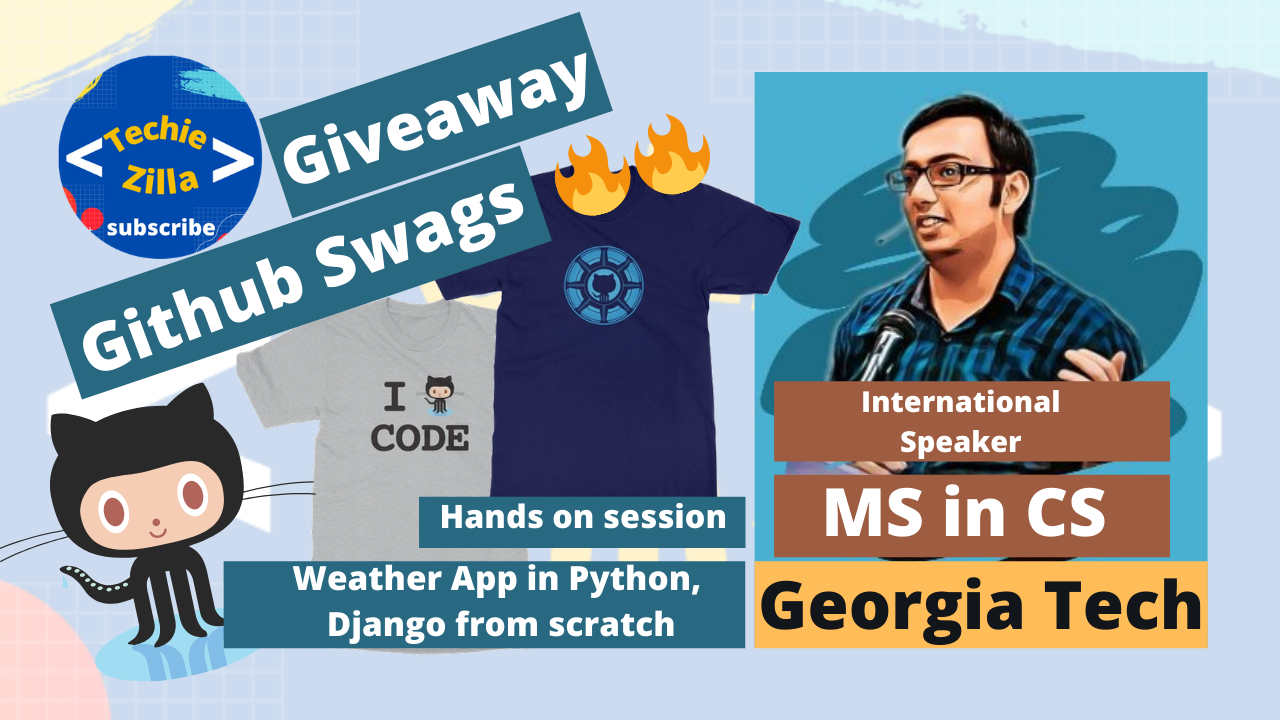 <Techie
Zilla>
subscribe
Giveaway
Github Swags
I
CODE
Hands on session
Weather App in Python,
Django from scratch
International
Speaker
MS in CS
Georgia Tech